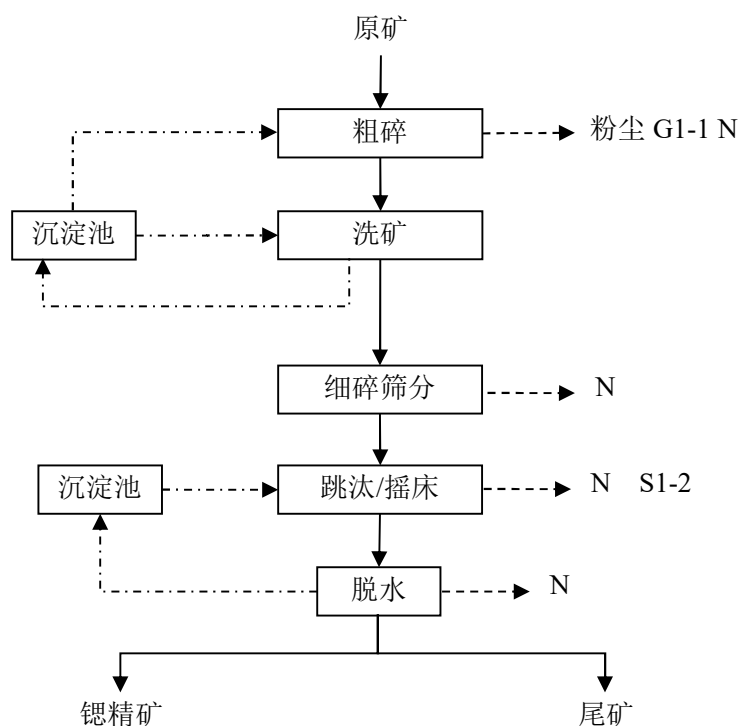 原矿
粗碎
粉尘 G1-1 N
沉淀池
洗矿
细碎筛分
N
沉淀池
跳汰/摇床
N S1-2
脱水
N
锶精矿
尾矿